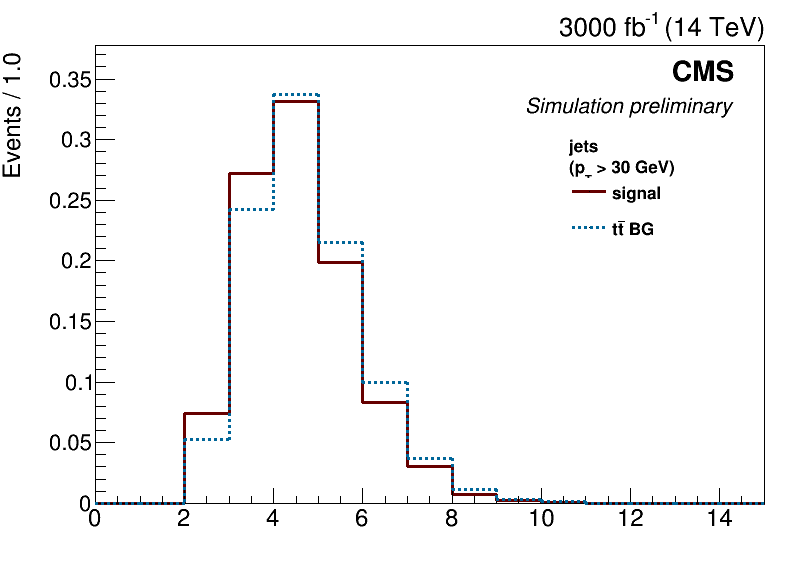 3000 fb⁻¹ (14 TeV)
Events / 1.0
CMS
Simulation preliminary
jets
(p_T > 30 GeV)
signal
tt̄ BG
0.35
0.3
0.25
0.2
0.15
0.1
0.05
0
0 2 4 6 8 10 12 14